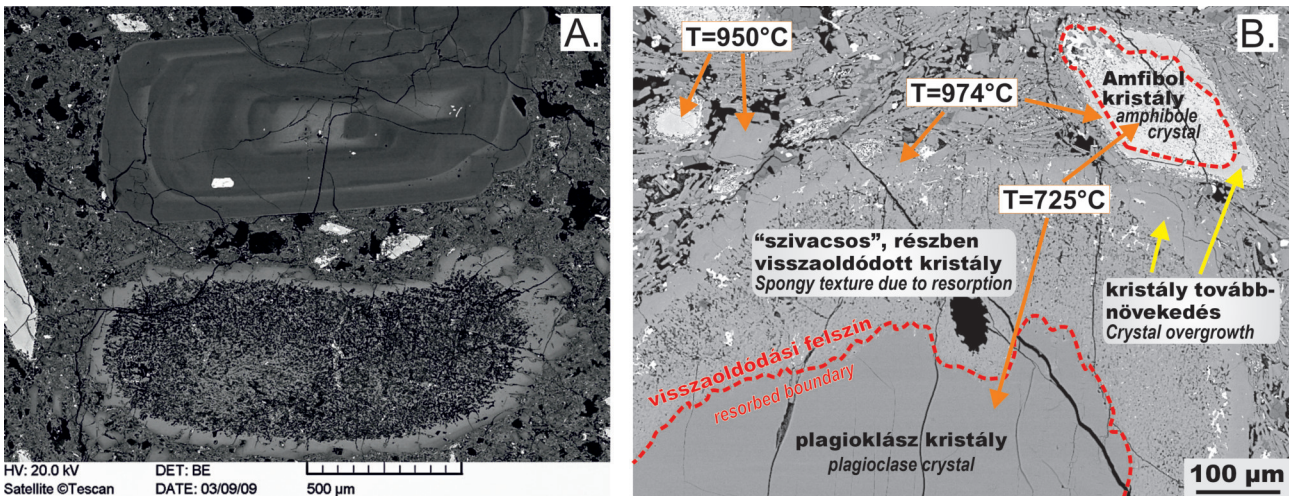 A.
HV: 20.0 kV
DET: BE
Satellite ©Tescan
DATE: 03/09/09
500 µm
B.
T=950°C
T=974°C
Amfibol
kristály
amphibole
crystal
T=725°C
"szivacsos", részben
visszaoldódott kristály
Spongy texture due to resorption
kristály tovább-
növekedés
Crystal overgrowth
visszaoldódási felszín
resorbed boundary
plagioklász kristály
plagioclase crystal
100 µm